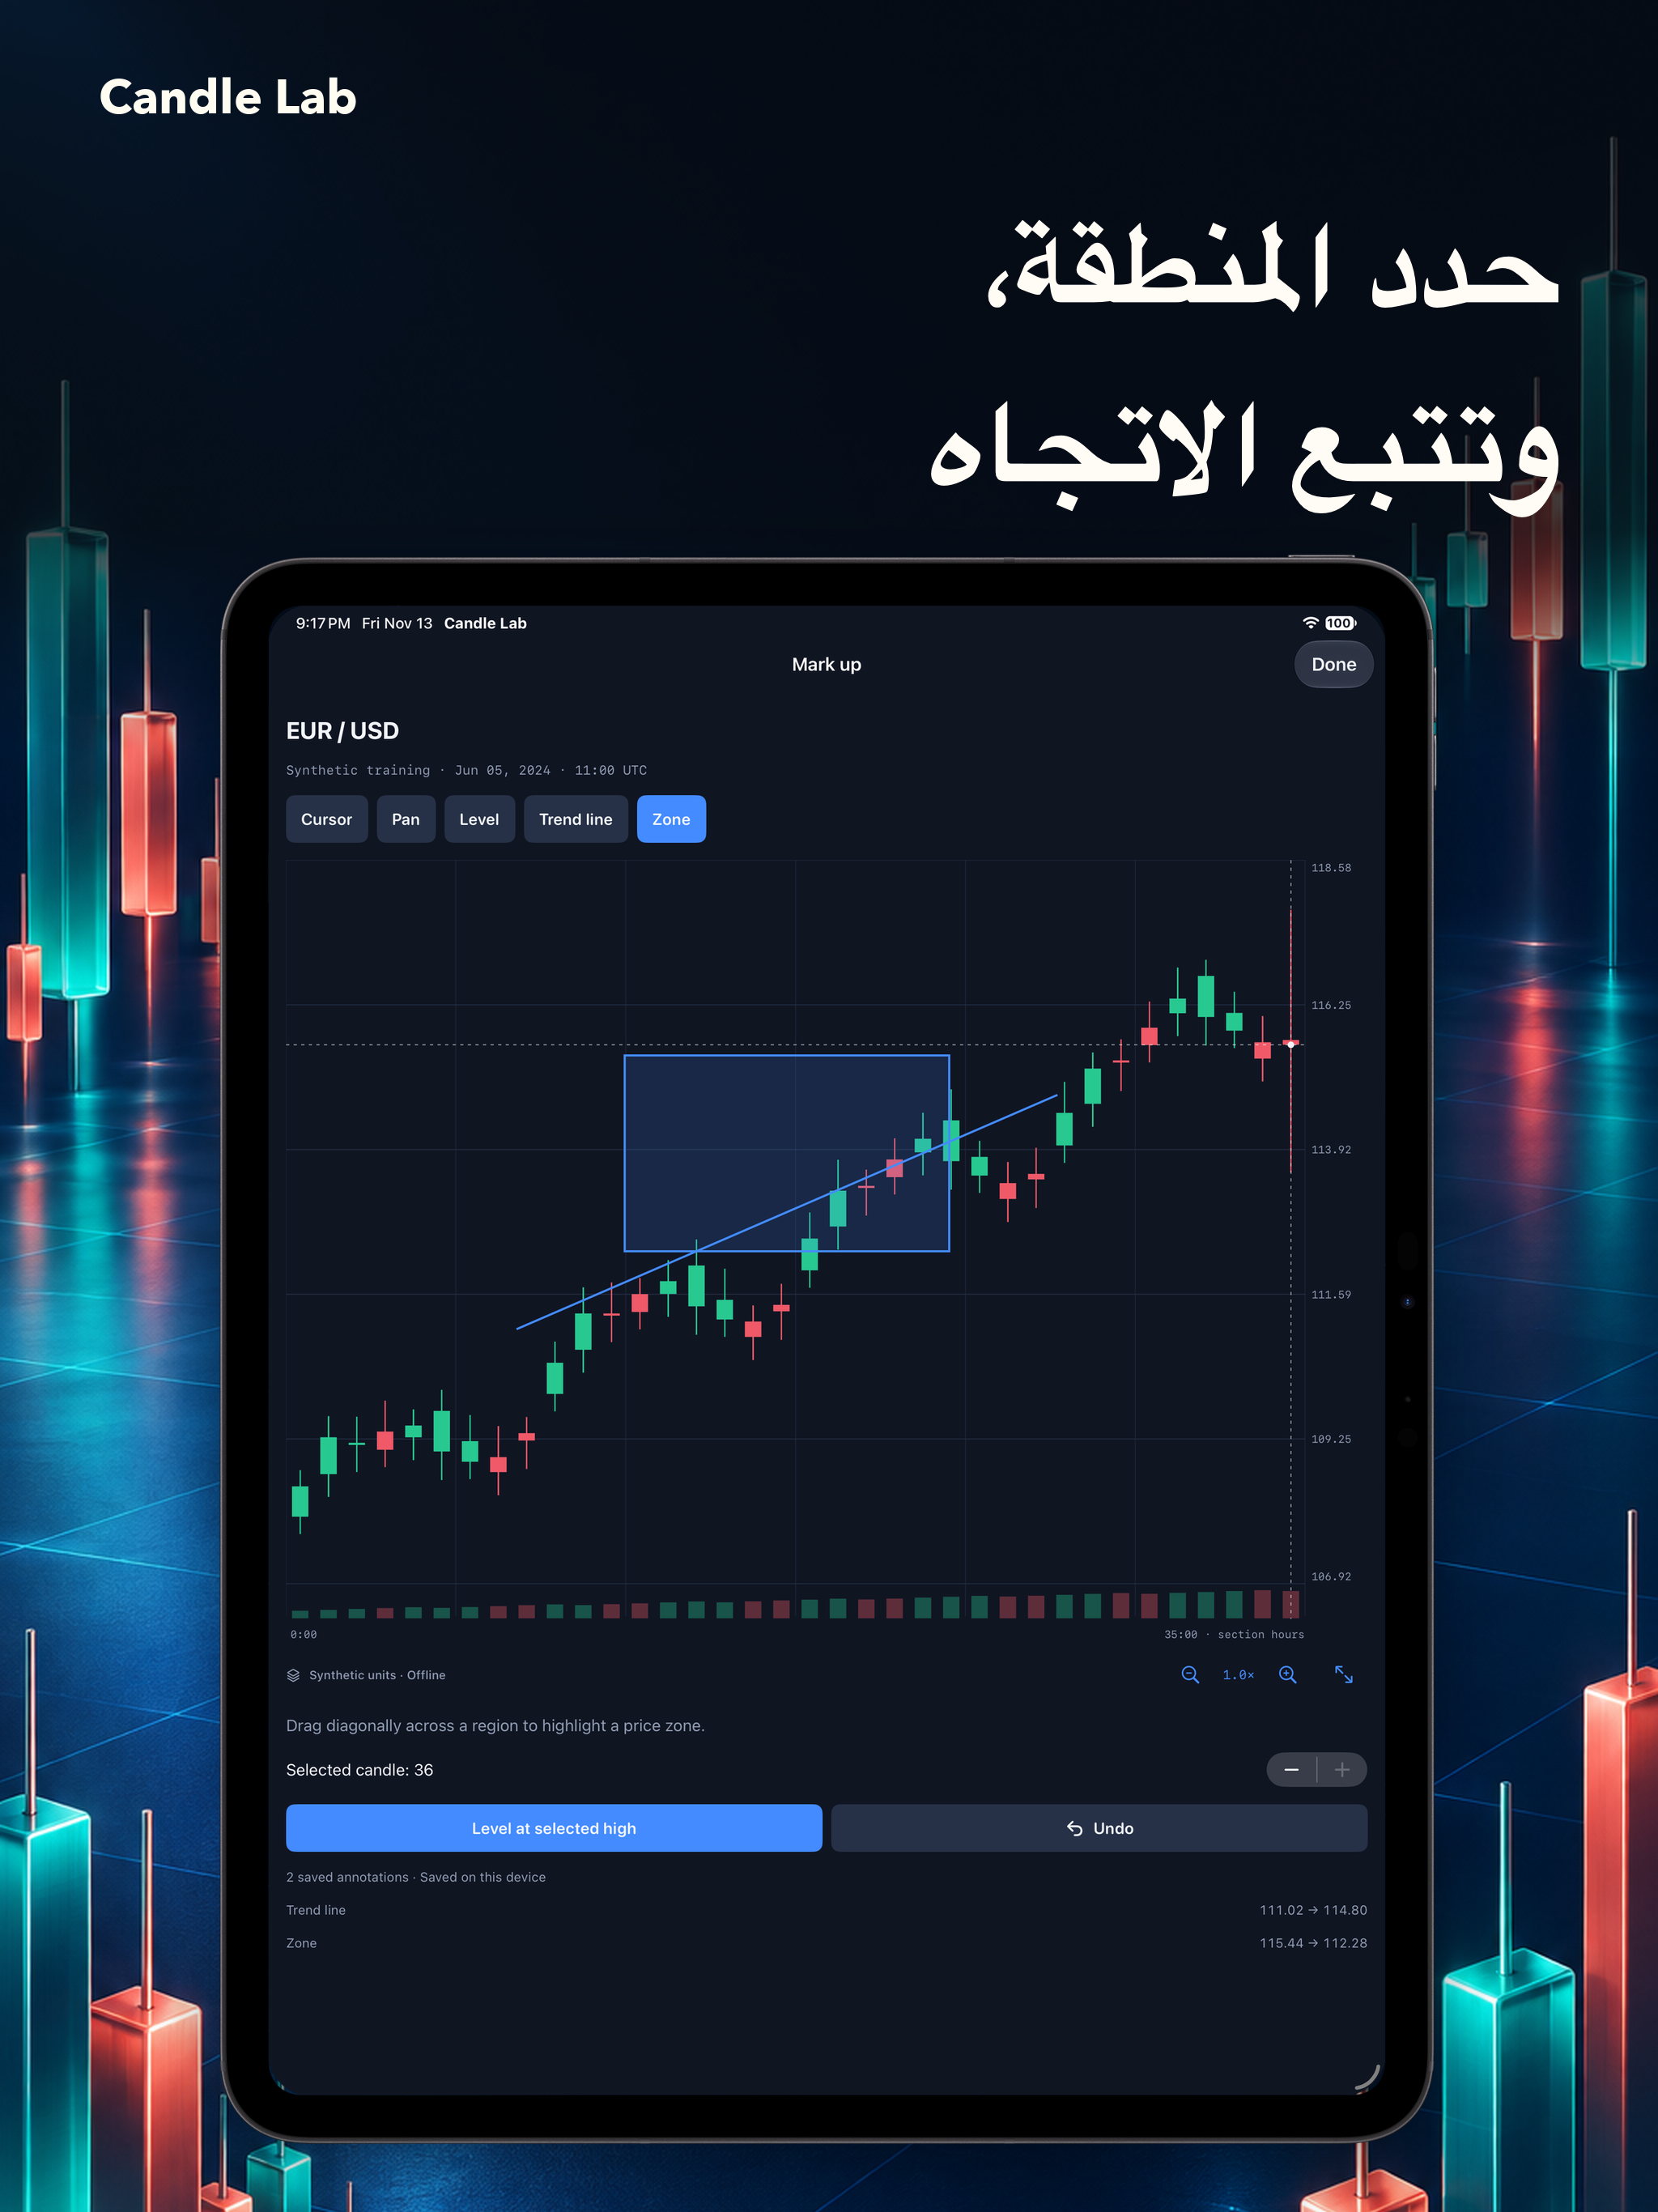 Candle Lab
حدد المنطقة،
وتتبع الاتجاه
9:17 PM Fri Nov 13 Candle Lab 100
Mark up Done
EUR / USD
Synthetic training · Jun 05, 2024 · 11:00 UTC
Cursor Pan Level Trend line Zone
118.58
116.25
113.92
111.59
109.25
106.92
0:00 35:00 · section hours
Synthetic units · Offline 1.0×
Drag diagonally across a region to highlight a price zone.
Selected candle: 36
Level at selected high Undo
2 saved annotations · Saved on this device
Trend line 111.02 → 114.80
Zone 115.44 → 112.28